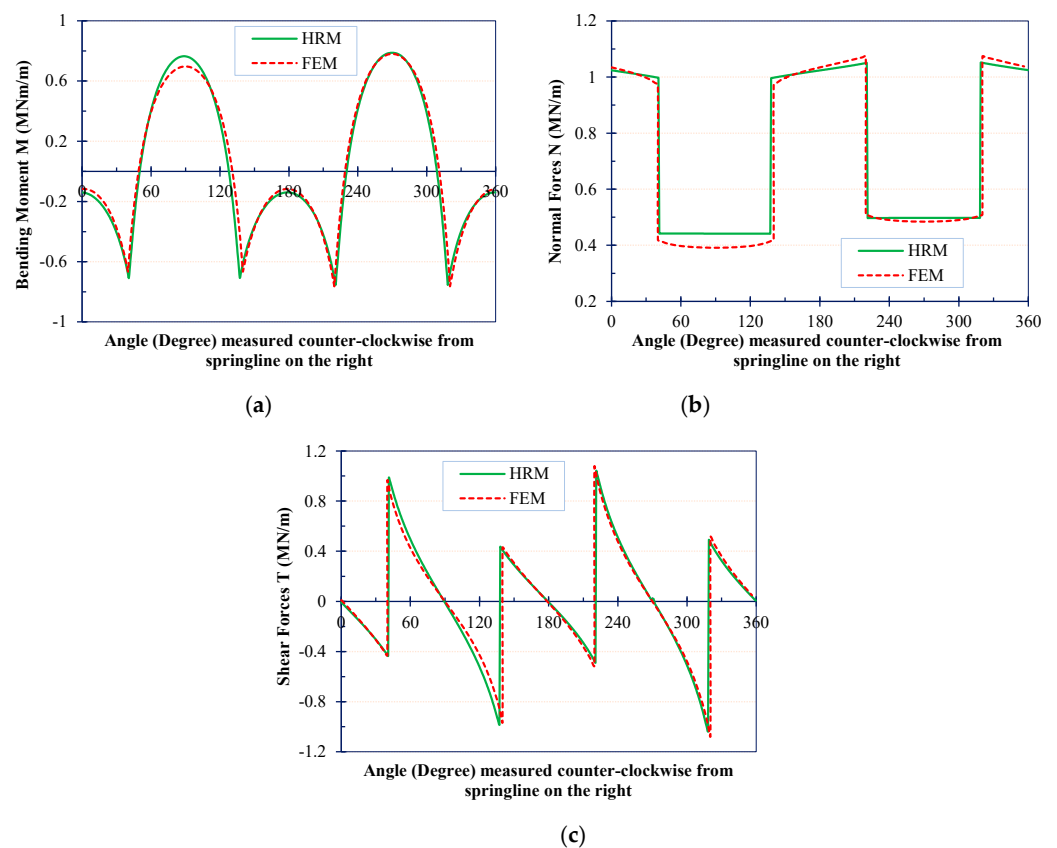 Bending Moment M (MNm/m)
1
0.6
0.2
-0.2
-0.6
-1
0
60
120
180
240
300
360
HRM
FEM
Angle (Degree) measured counter-clockwise from
springline on the right
(a)
Normal Fores N (MN/m)
1.2
1.0
0.8
0.6
0.4
0.2
0
60
120
180
240
300
360
HRM
FEM
Angle (Degree) measured counter-clockwise from
springline on the right
(b)
Shear Forces T (MN/m)
1.2
0.8
0.4
0
-0.4
-0.8
-1.2
0
60
120
180
240
300
360
HRM
FEM
Angle (Degree) measured counter-clockwise from
springline on the right
(c)